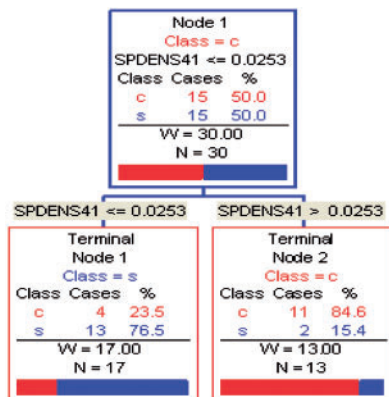 Node 1
Class = c
SPDENS41 <= 0.0253
Class Cases %
c 15 50.0
s 15 50.0
W = 30.00
N = 30
SPDENS41 <= 0.0253
Terminal
Node 1
Class = s
Class Cases %
c 4 23.5
s 13 76.5
W = 17.00
N = 17
SPDENS41 > 0.0253
Terminal
Node 2
Class = c
Class Cases %
c 11 84.6
s 2 15.4
W = 13.00
N = 13